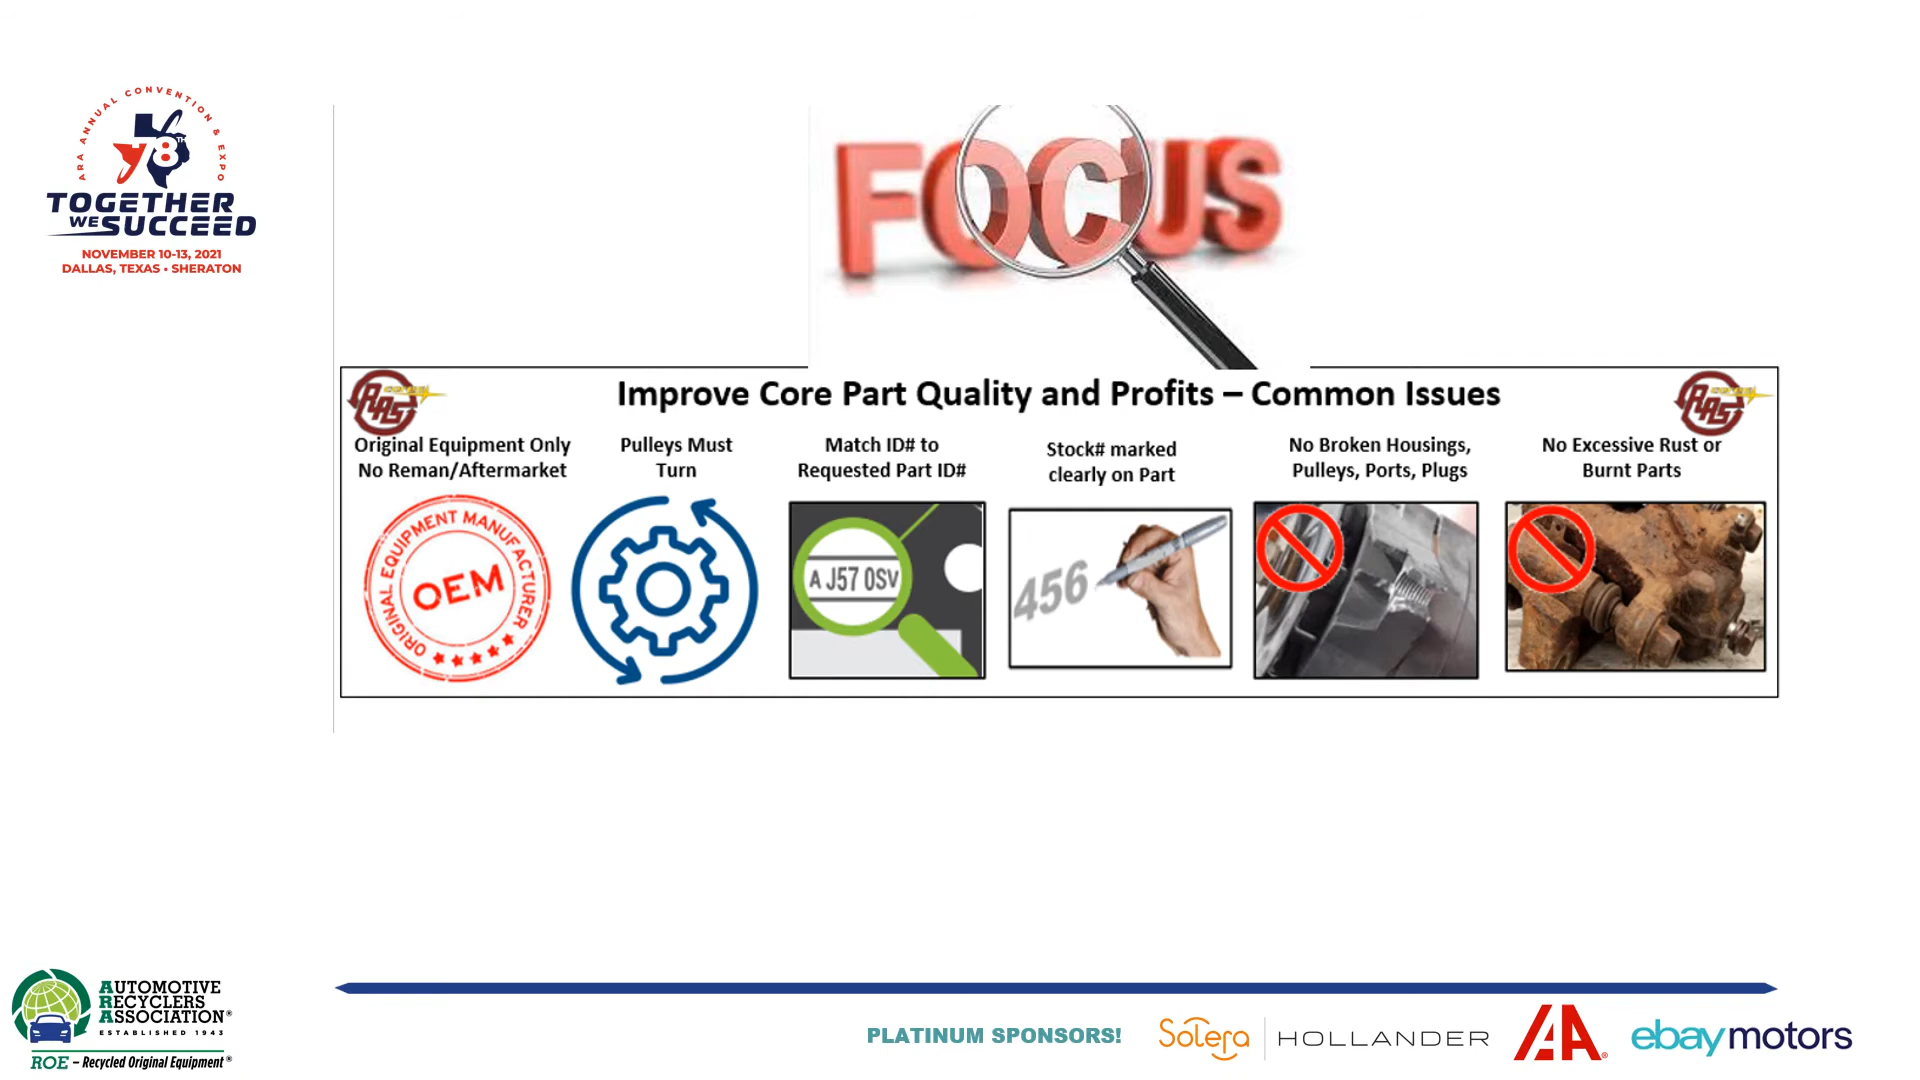 ARA ANNUAL CONVENTION & EXPO
78TH
TOGETHER
WE SUCCEED
NOVEMBER 10-13, 2021
DALLAS, TEXAS • SHERATON
FOCUS
Improve Core Part Quality and Profits – Common Issues
Original Equipment Only
No Reman/Aftermarket
ORIGINAL EQUIPMENT MANUFACTURER
OEM
Pulleys Must
Turn
Match ID# to
Requested Part ID#
A J57 0SV
Stock# marked
clearly on Part
456
No Broken Housings,
Pulleys, Ports, Plugs
No Excessive Rust or
Burnt Parts
AUTOMOTIVE
RECYCLERS
ASSOCIATION®
ESTABLISHED 1943
ROE – Recycled Original Equipment®
PLATINUM SPONSORS!
Solera
HOLLANDER
IAA®
ebay motors